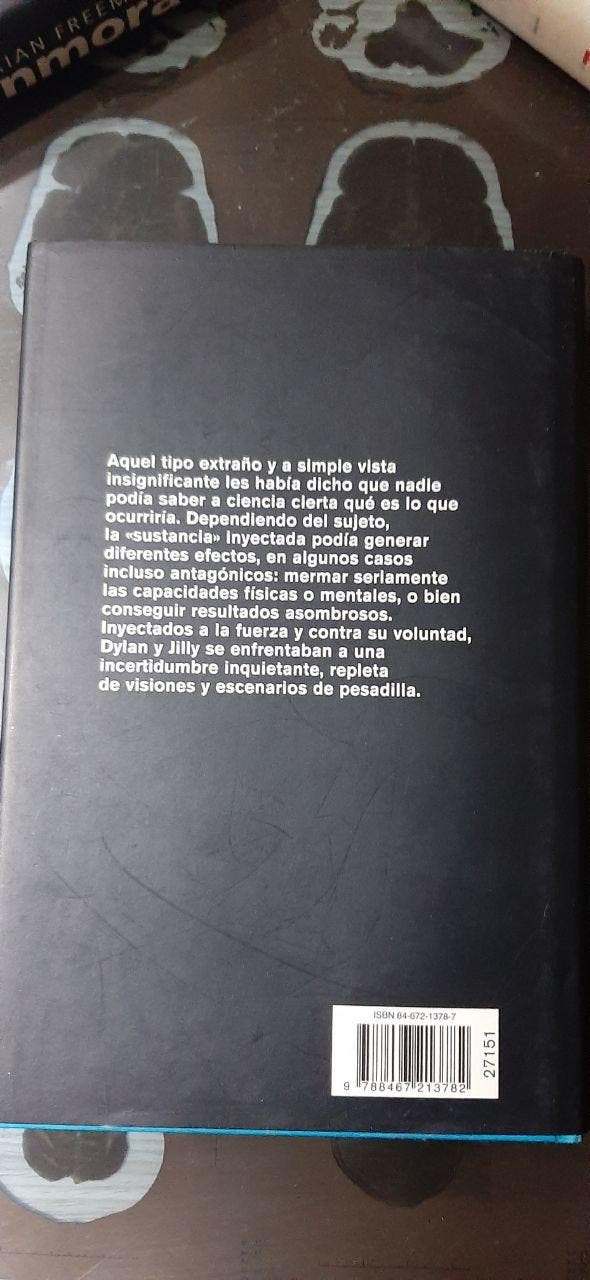 IAN FREEM
nmora
Aquel tipo extraño y a simple vista
insignificante les había dicho que nadie
podía saber a ciencia cierta qué es lo que
ocurriría. Dependiendo del sujeto,
la «sustancia» inyectada podía generar
diferentes efectos, en algunos casos
incluso antagónicos: mermar seriamente
las capacidades físicas o mentales, o bien
conseguir resultados asombrosos.
Inyectados a la fuerza y contra su voluntad,
Dylan y Jilly se enfrentaban a una
incertidumbre inquietante, repleta
de visiones y escenarios de pesadilla.
ISBN 84-672-1378-7
9 788467 213782
27151